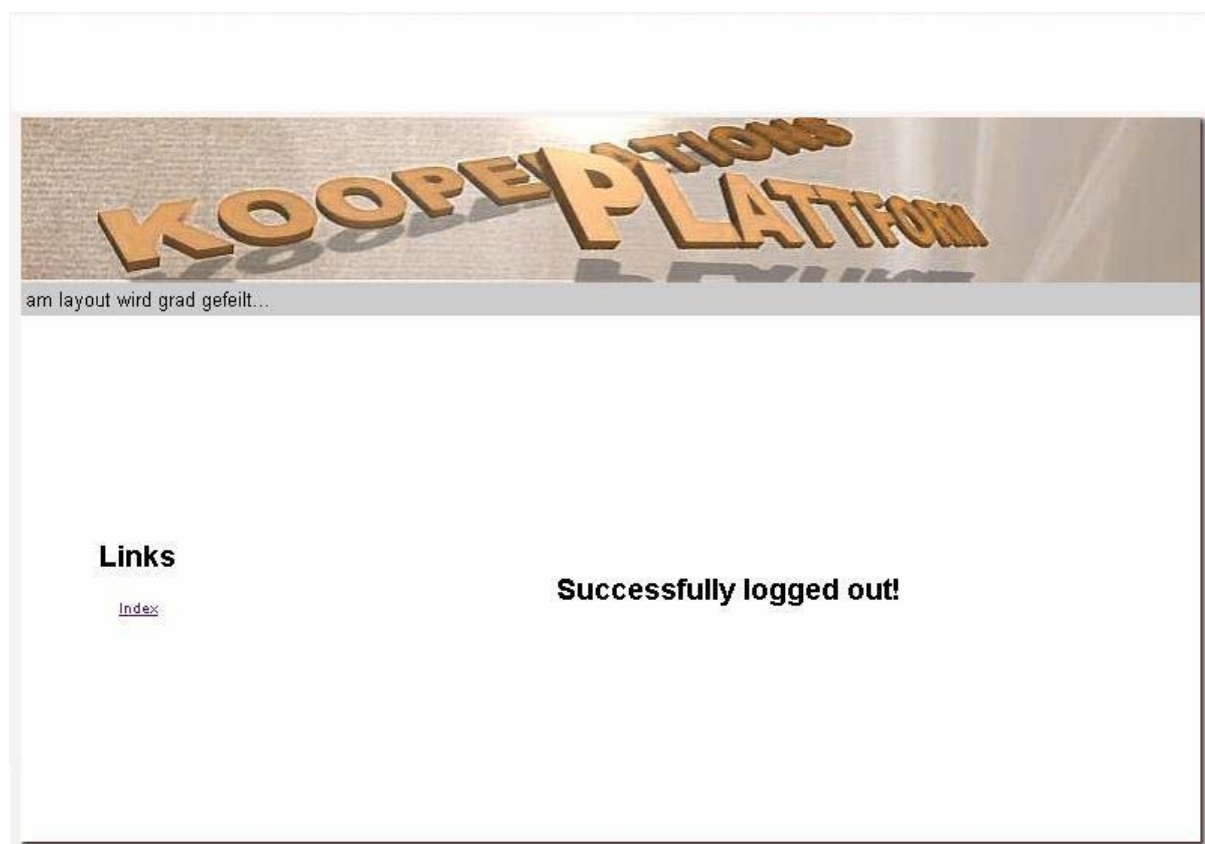 KOOPERATIONS
PLATTFORM
am layout wird grad gefeilt...
Links
Index
Successfully logged out!